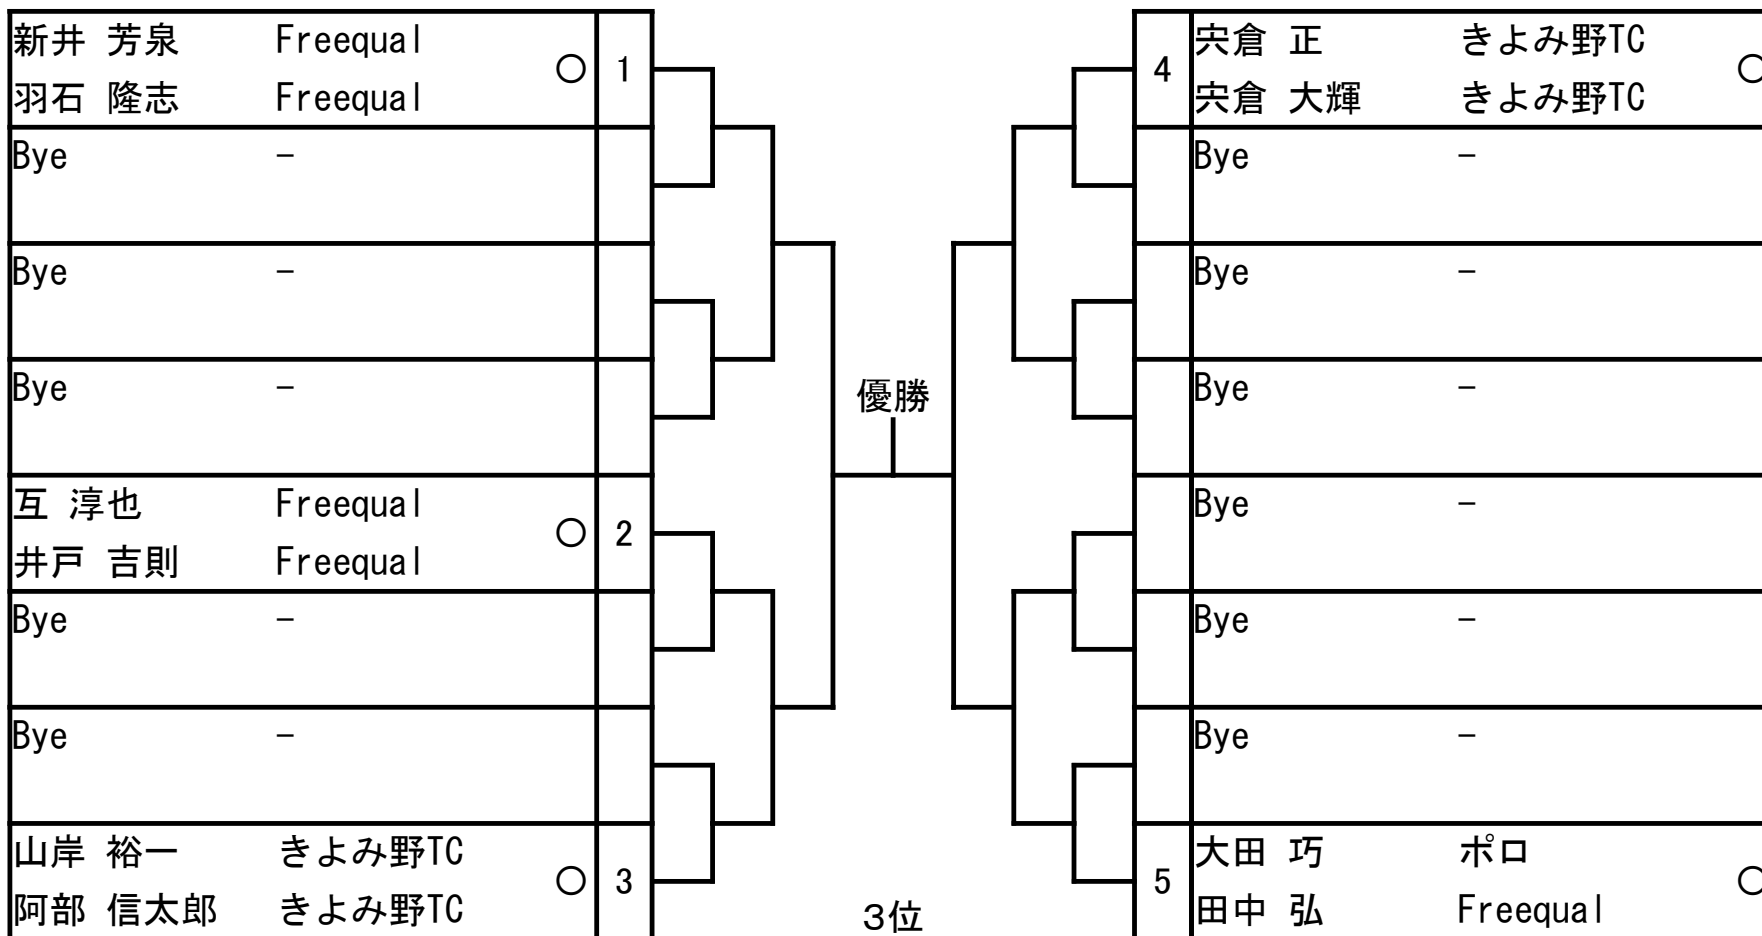 新井 芳泉 Freequal
○ 1
羽石 隆志 Freequal
Bye -
Bye -
Bye -
互 淳也 Freequal
○ 2
井戸 吉則 Freequal
Bye -
Bye -
山岸 裕一 きよみ野TC
○ 3
阿部 信太郎 きよみ野TC
優勝
3位
宍倉 正 きよみ野TC
4 ○
宍倉 大輝 きよみ野TC
Bye -
Bye -
Bye -
Bye -
Bye -
Bye -
大田 巧 ポロ
5 ○
田中 弘 Freequal